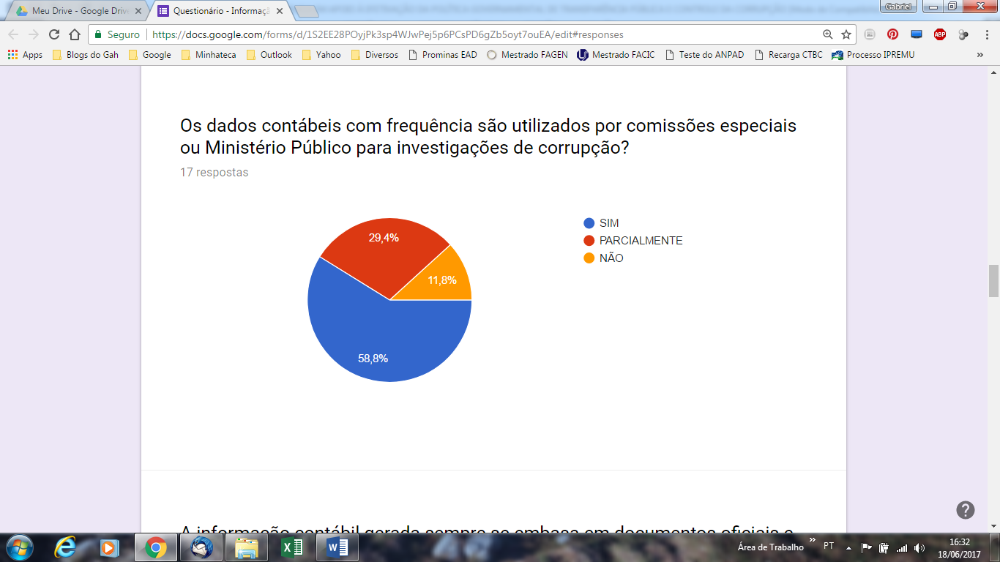 Meu Drive - Google Drive
Questionário - Informaçã
Gabriel
Seguro
https://docs.google.com/forms/d/1S2EE28POyjPk3sp4WJwPej5p6PCsPD6gZb5oyt7ouEA/edit#responses
ABP
Apps
Blogs do Gah
Google
Minhateca
Outlook
Yahoo
Diversos
Prominas EAD
Mestrado FAGEN
Mestrado FACIC
Teste do ANPAD
Recarga CTBC
Processo IPREMU
»
Os dados contábeis com frequência são utilizados por comissões especiais
ou Ministério Público para investigações de corrupção?
17 respostas
29,4%
11,8%
58,8%
SIM
PARCIALMENTE
NÃO
A informação contábil gerada sempre se embasa em documentos oficiais e
Área de Trabalho
»
PT
16:32
18/06/2017